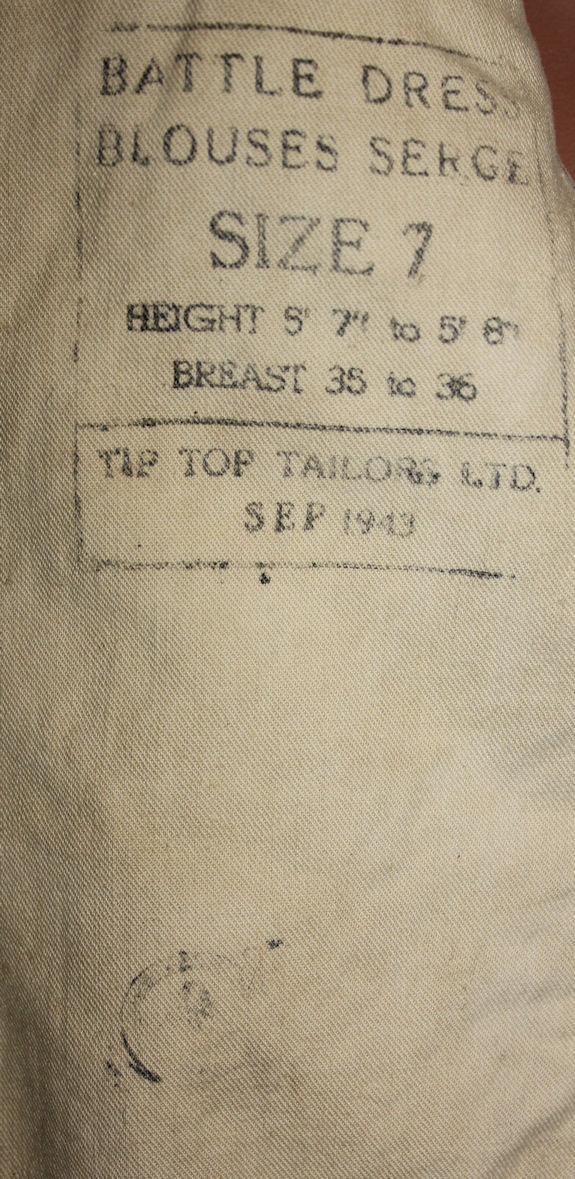 BATTLE DRESS
BLOUSES SERGE
SIZE 7
HEIGHT 5' 7" to 5' 8"
BREAST 35 to 36
TIP TOP TAILORS LTD.
SEP 1943